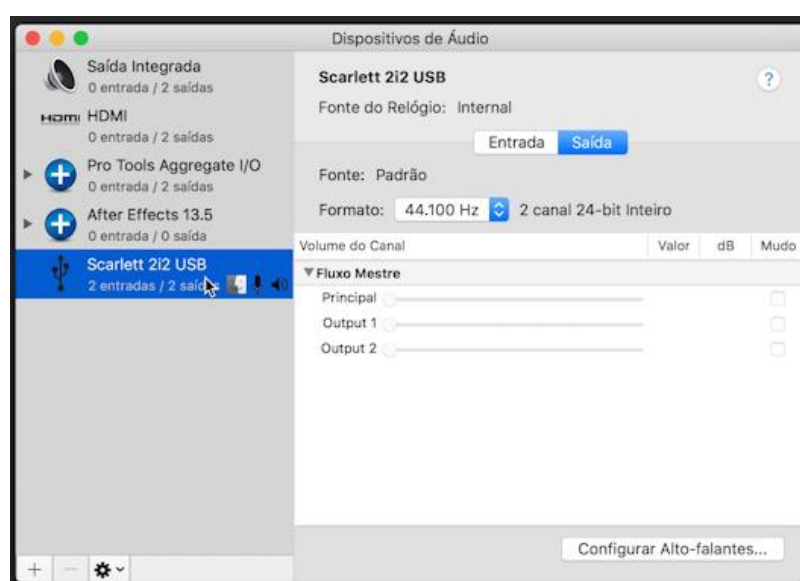 Dispositivos de Áudio
Saída Integrada
0 entrada / 2 saídas
HDMI HDMI
0 entrada / 2 saídas
Pro Tools Aggregate I/O
0 entrada / 2 saídas
After Effects 13.5
0 entrada / 0 saída
Scarlett 2i2 USB
2 entradas / 2 saídas
+ −
Scarlett 2i2 USB
?
Fonte do Relógio: Internal
Entrada Saída
Fonte: Padrão
Formato: 44.100 Hz 2 canal 24-bit Inteiro
Volume do Canal Valor dB Mudo
Fluxo Mestre
Principal
Output 1
Output 2
Configurar Alto-falantes...